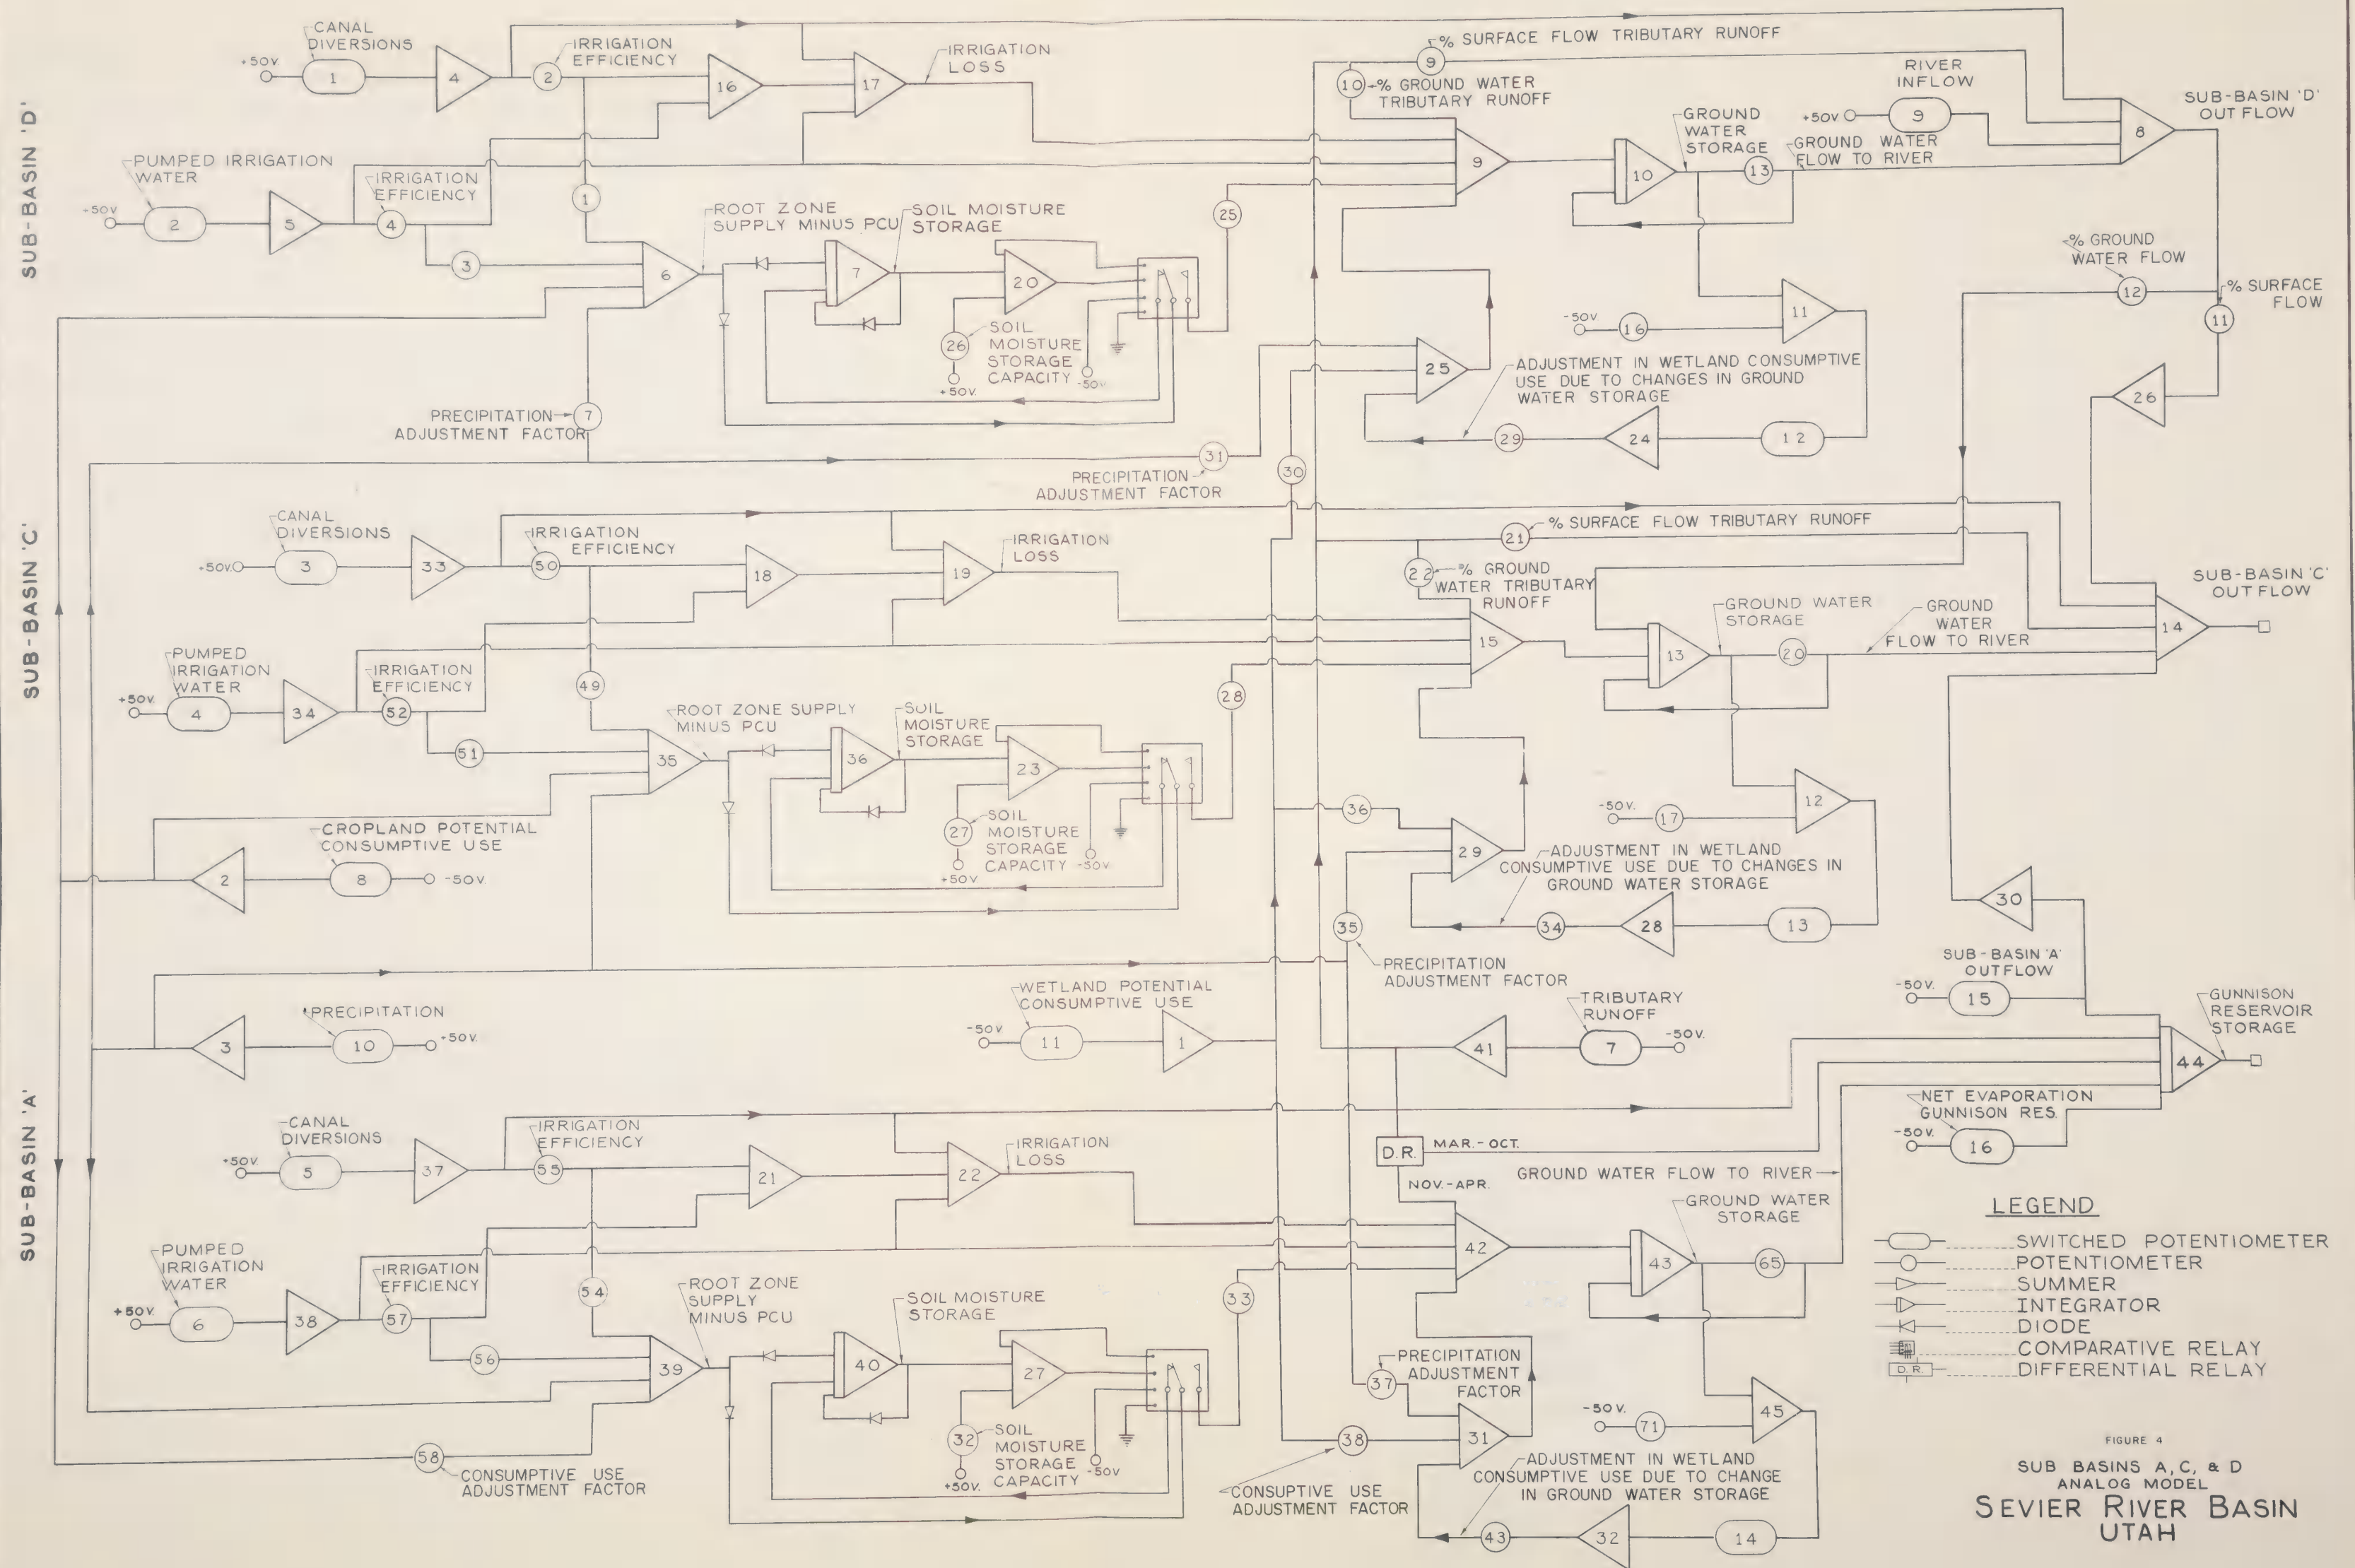 SUB-BASIN 'D'
CANAL
DIVERSIONS
+50V
1
4
2
IRRIGATION
EFFICIENCY
16
17
IRRIGATION
LOSS
PUMPED IRRIGATION
WATER
+50V
2
5
IRRIGATION
EFFICIENCY
4
3
1
6
ROOT ZONE
SUPPLY MINUS PCU
7
SOIL MOISTURE
STORAGE
20
26
SOIL
MOISTURE
STORAGE
CAPACITY
+50V.
-50V
25
PRECIPITATION
ADJUSTMENT FACTOR
7
31
PRECIPITATION
ADJUSTMENT FACTOR
30
9
% SURFACE FLOW TRIBUTARY RUNOFF
10
% GROUND WATER
TRIBUTARY RUNOFF
9
10
GROUND
WATER
STORAGE
13
GROUND WATER
FLOW TO RIVER
RIVER
INFLOW
+50V
9
8
SUB-BASIN 'D'
OUT FLOW
% GROUND
WATER FLOW
12
% SURFACE
FLOW
11
-50V
16
11
25
ADJUSTMENT IN WETLAND CONSUMPTIVE
USE DUE TO CHANGES IN GROUND
WATER STORAGE
29
24
12
26
SUB-BASIN 'C'
CANAL
DIVERSIONS
+50V.
3
33
50
IRRIGATION
EFFICIENCY
18
19
IRRIGATION
LOSS
PUMPED
IRRIGATION
WATER
+50V.
4
34
IRRIGATION
EFFICIENCY
52
51
49
35
ROOT ZONE SUPPLY
MINUS PCU
36
SOIL
MOISTURE
STORAGE
23
27
SOIL
MOISTURE
STORAGE
CAPACITY
+50V.
-50V
28
CROPLAND POTENTIAL
CONSUMPTIVE USE
2
8
-50V.
21
% SURFACE FLOW TRIBUTARY RUNOFF
22
% GROUND
WATER TRIBUTARY
RUNOFF
15
13
GROUND WATER
STORAGE
20
GROUND
WATER
FLOW TO RIVER
14
SUB-BASIN 'C'
OUT FLOW
36
-50V.
17
12
29
ADJUSTMENT IN WETLAND
CONSUMPTIVE USE DUE TO CHANGES IN
GROUND WATER STORAGE
34
28
13
30
35
PRECIPITATION
ADJUSTMENT FACTOR
PRECIPITATION
3
10
-50V.
WETLAND POTENTIAL
CONSUMPTIVE USE
-50V
11
1
TRIBUTARY
RUNOFF
41
7
-50V.
SUB-BASIN 'A'
OUTFLOW
-50V.
15
GUNNISON
RESERVOIR
STORAGE
44
NET EVAPORATION
GUNNISON RES.
-50V.
16
SUB-BASIN 'A'
CANAL
DIVERSIONS
+50V.
5
37
55
IRRIGATION
EFFICIENCY
21
22
IRRIGATION
LOSS
D.R.
MAR.-OCT.
NOV.-APR.
GROUND WATER FLOW TO RIVER
PUMPED
IRRIGATION
WATER
+50V.
6
38
IRRIGATION
EFFICIENCY
57
56
54
39
ROOT ZONE
SUPPLY
MINUS PCU
40
SOIL MOISTURE
STORAGE
27
32
SOIL
MOISTURE
STORAGE
CAPACITY
+50V.
-50V
33
42
43
GROUND WATER
STORAGE
65
58
CONSUMPTIVE USE
ADJUSTMENT FACTOR
PRECIPITATION
ADJUSTMENT
FACTOR
37
38
CONSUPTIVE USE
ADJUSTMENT FACTOR
-50V.
71
45
31
ADJUSTMENT IN WETLAND
CONSUMPTIVE USE DUE TO CHANGE
IN GROUND WATER STORAGE
43
32
14
LEGEND
SWITCHED POTENTIOMETER
POTENTIOMETER
SUMMER
INTEGRATOR
DIODE
COMPARATIVE RELAY
D.R. DIFFERENTIAL RELAY
FIGURE 4
SUB BASINS A, C, & D
ANALOG MODEL
SEVIER RIVER BASIN
UTAH